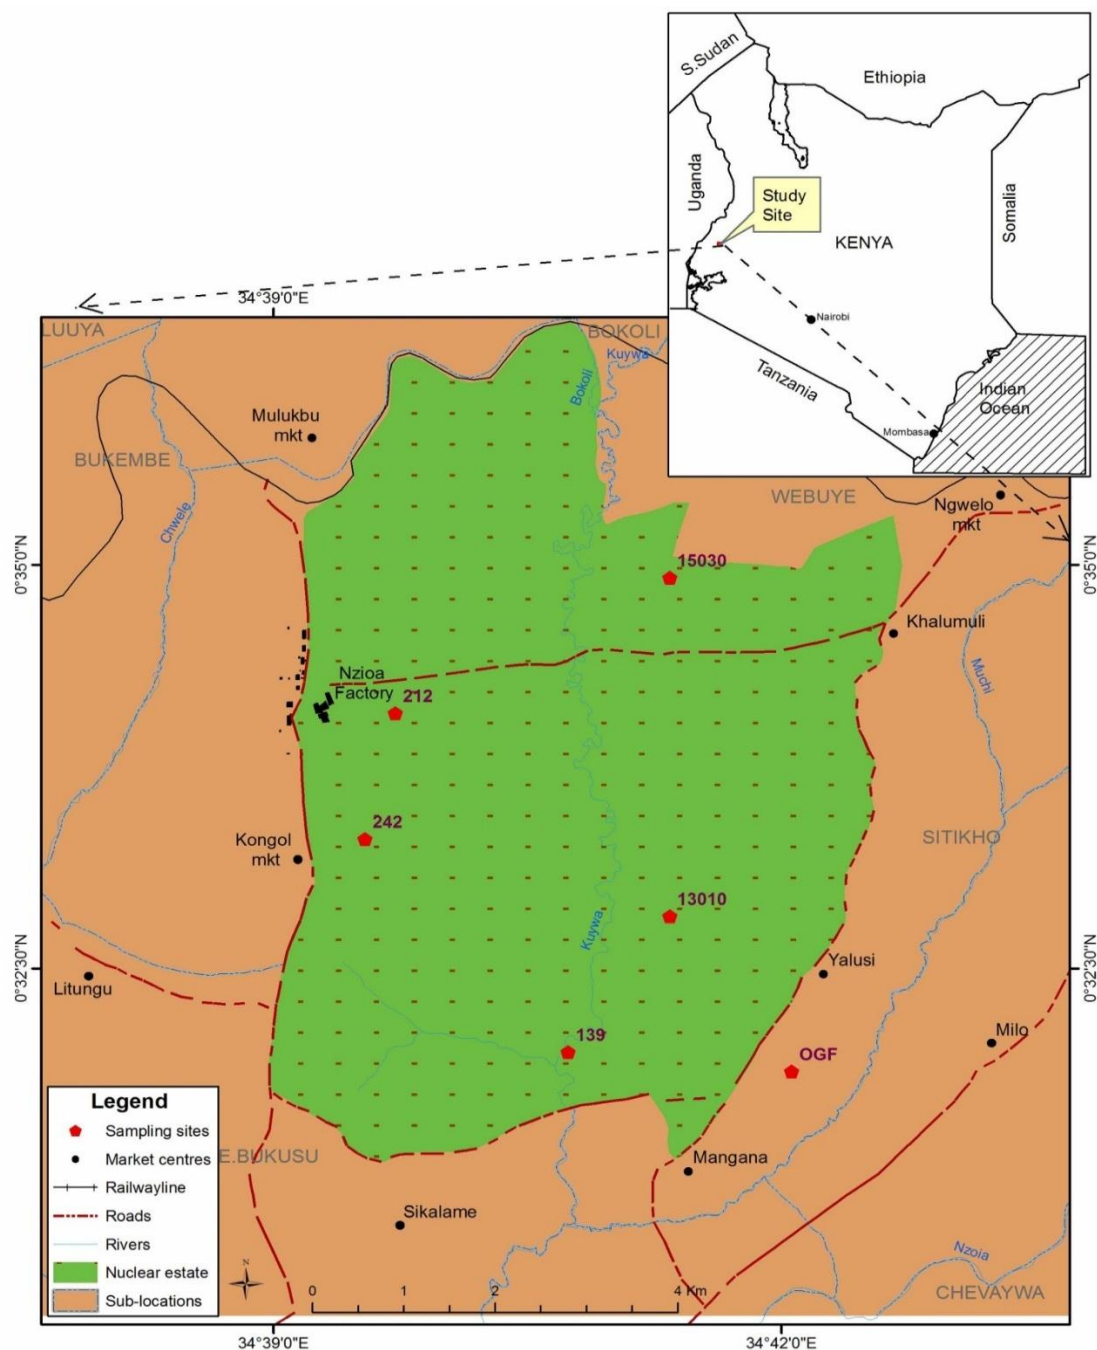 S.Sudan
Ethiopia
Uganda
Study
Site
Somalia
KENYA
Nairobi
Tanzania
Indian
Ocean
Mombasa
34°39'0"E
LUUYA
BOKOLI
Kuywa
Bokoli
Mulukbu
mkt
BUKEMBE
WEBUYE
Ngwelo
mkt
Chwele
0°35'0"N
15030
0°35'0"N
Khalumuli
Muchi
Nzioa
Factory
212
242
Kongol
mkt
SITIKHO
13010
Kuywa
0°32'30"N
Yalusi
0°32'30"N
Litungu
139
Milo
OGF
Legend
Sampling sites
Market centres
Railwayline
Roads
Rivers
Nuclear estate
Sub-locations
E.BUKUSU
Mangana
Sikalame
Nzoia
CHEVAYWA
N
0 1 2 4 Km
34°39'0"E
34°42'0"E